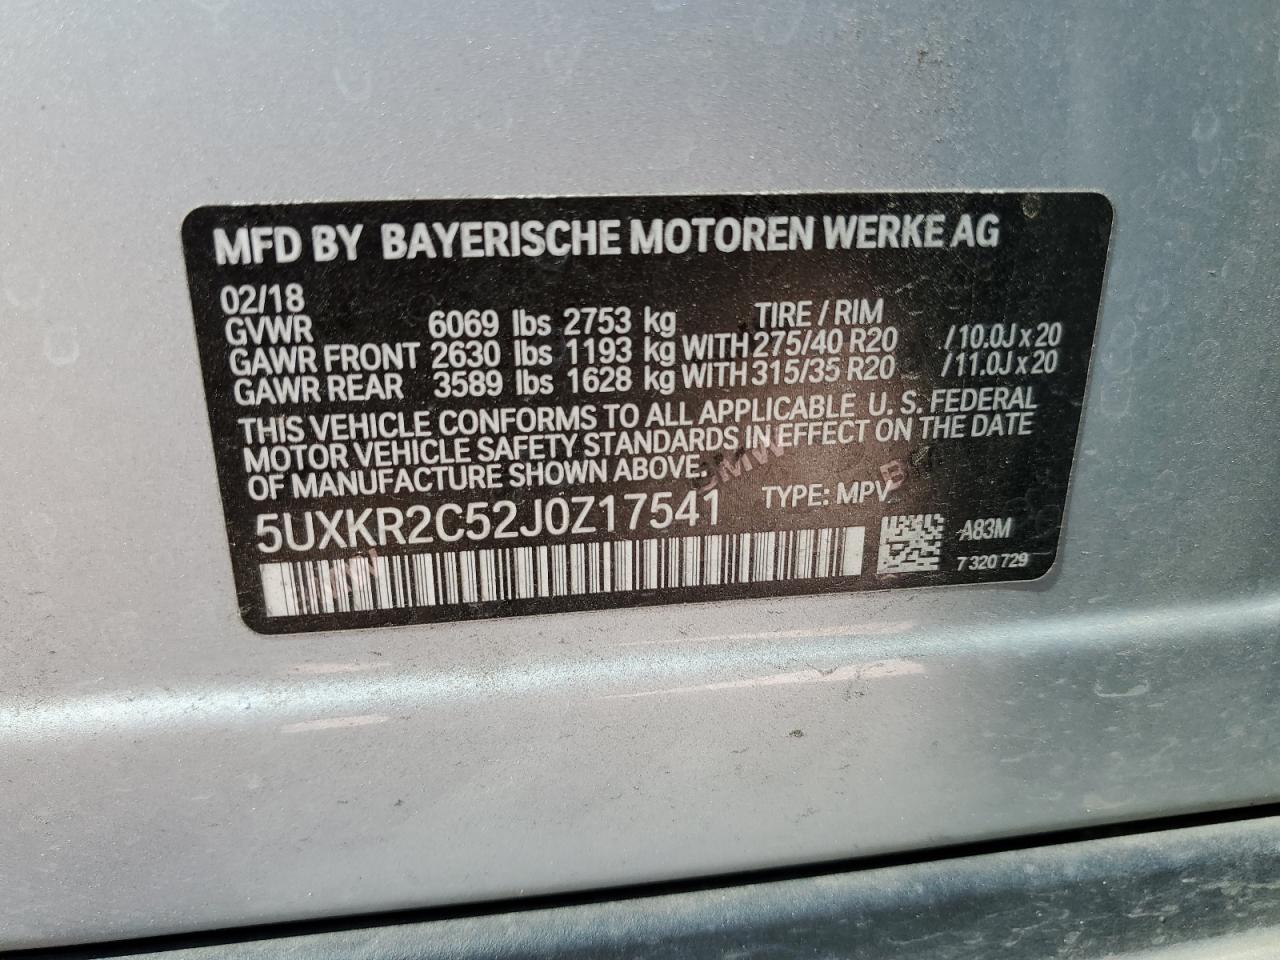 MFD BY BAYERISCHE MOTOREN WERKE AG
02/18
GVWR 6069 lbs 2753 kg TIRE / RIM
GAWR FRONT 2630 lbs 1193 kg WITH 275/40 R20 /10.0J x 20
GAWR REAR 3589 lbs 1628 kg WITH 315/35 R20 /11.0J x 20
THIS VEHICLE CONFORMS TO ALL APPLICABLE U. S. FEDERAL
MOTOR VEHICLE SAFETY STANDARDS IN EFFECT ON THE DATE
OF MANUFACTURE SHOWN ABOVE.
5UXKR2C52J0Z17541 TYPE: MPV
A83M
7 320 729